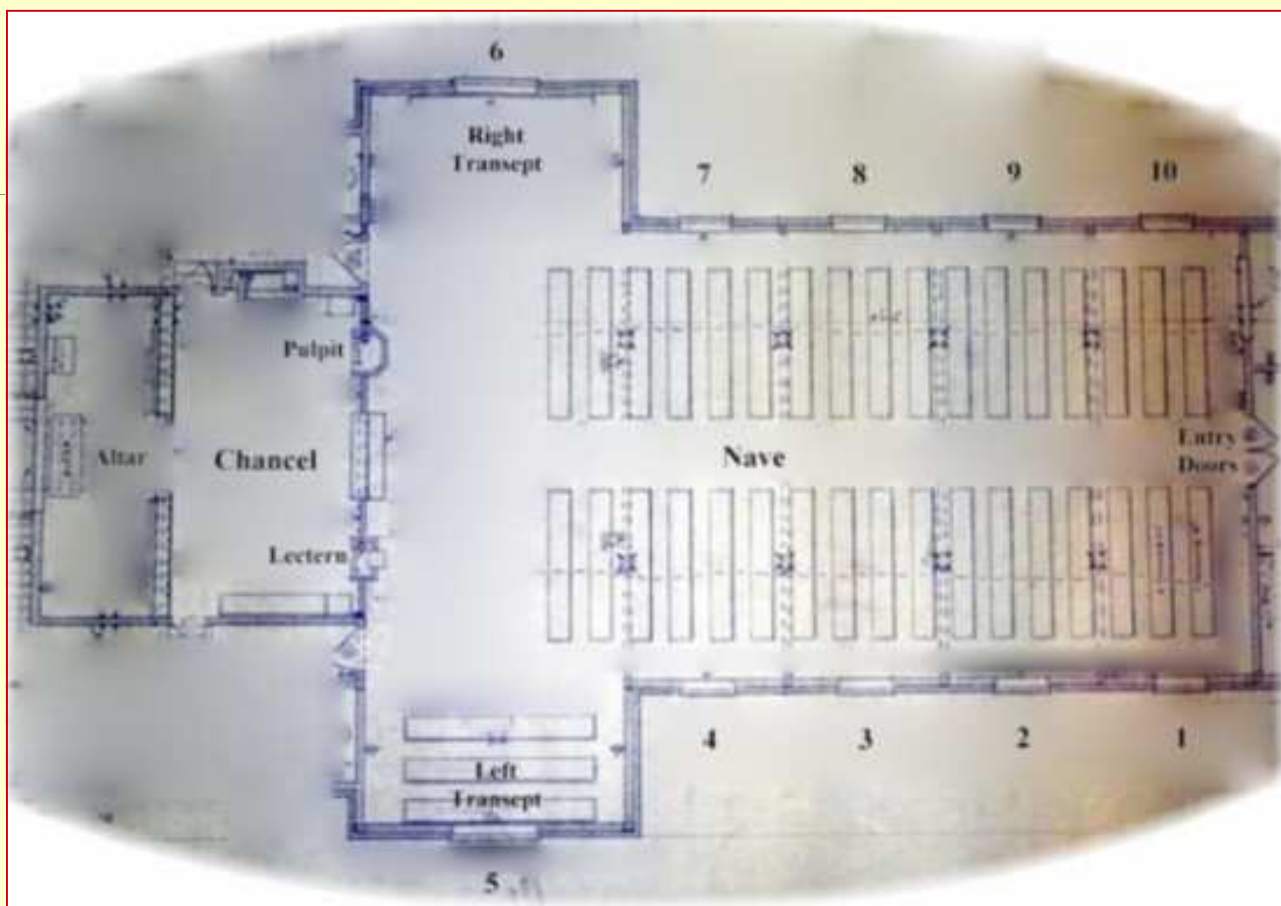 6
Right
Transept
7
8
9
10
Pulpit
Altar
Chancel
Nave
Entry
Doors
Lectern
4
3
2
1
Left
Transept
5